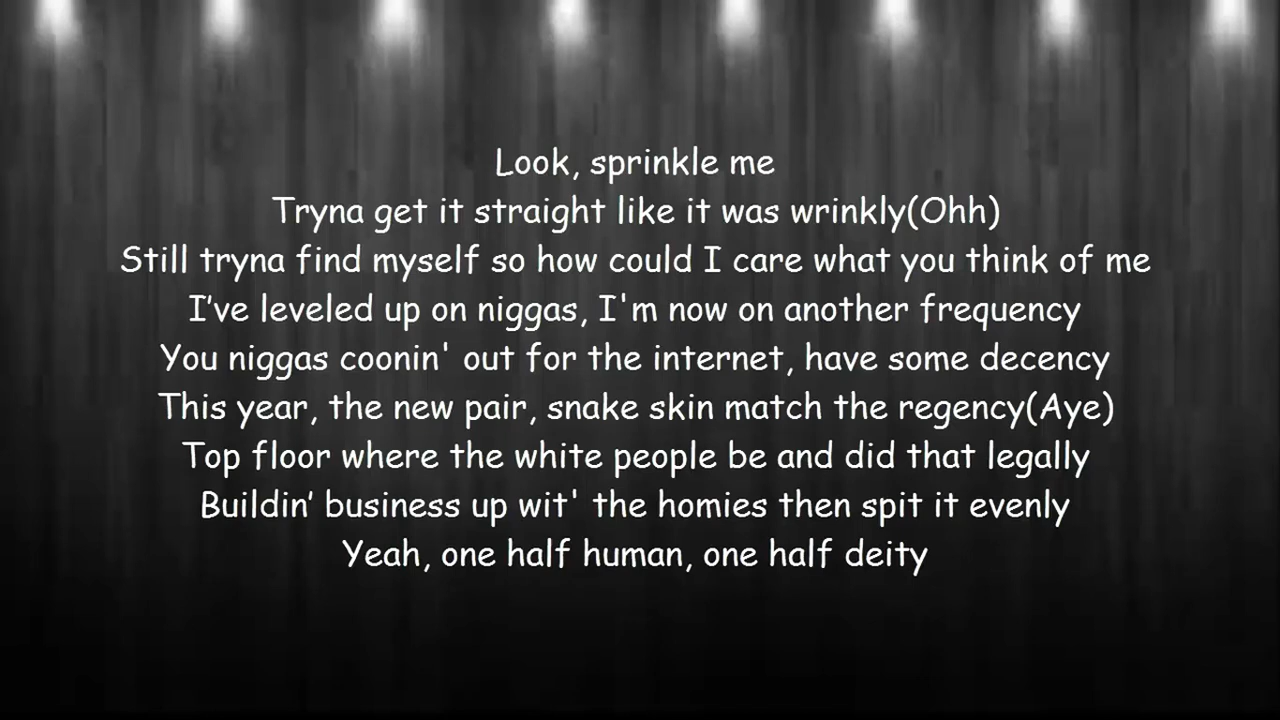 Look, sprinkle me
Tryna get it straight like it was wrinkly(Ohh)
Still tryna find myself so how could I care what you think of me
I’ve leveled up on niggas, I'm now on another frequency
You niggas coonin' out for the internet, have some decency
This year, the new pair, snake skin match the regency(Aye)
Top floor where the white people be and did that legally
Buildin’ business up wit' the homies then spit it evenly
Yeah, one half human, one half deity